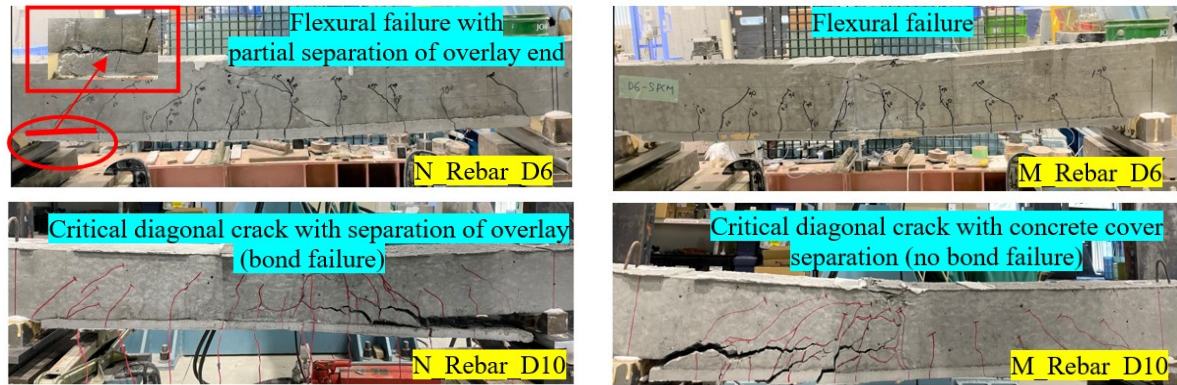 Flexural failure with
partial separation of overlay end
N_Rebar_D6
Flexural failure
D6-SPCM
M_Rebar_D6
Critical diagonal crack with separation of overlay
(bond failure)
N_Rebar_D10
Critical diagonal crack with concrete cover
separation (no bond failure)
M_Rebar_D10